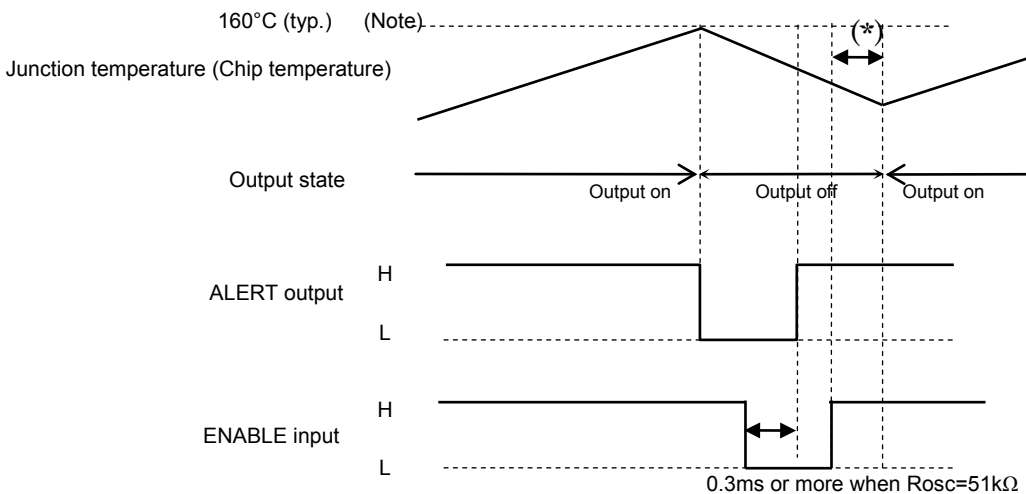 160°C (typ.) (Note)
(*)
Junction temperature (Chip temperature)
Output state
Output on
Output off
Output on
H
ALERT output
L
H
ENABLE input
L
0.3ms or more when Rosc=51kΩ